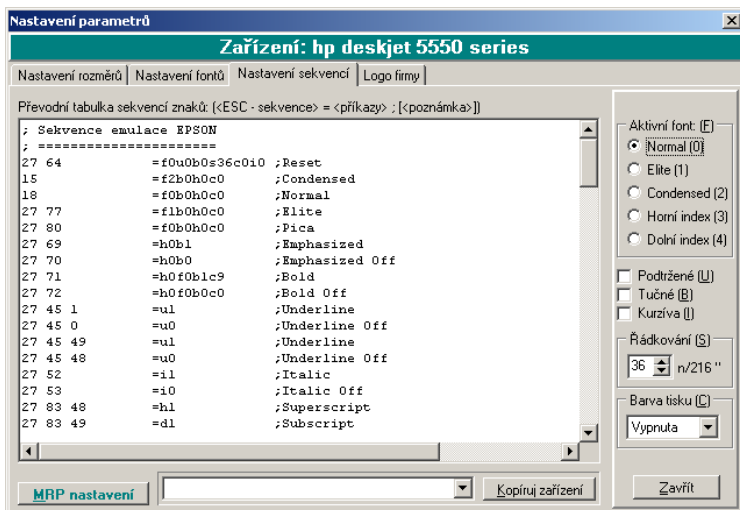 Nastavení parametrů
Zařízení: hp deskjet 5550 series
Nastavení rozměrů Nastavení fontů Nastavení sekvencí Logo firmy
Převodní tabulka sekvencí znaků: (<ESC - sekvence> = <příkazy> ; [<poznámka>])
; Sekvence emulace EPSON
; =======================
27 64 =f0u0b0s36c0i0 ;Reset
15 =f2b0h0c0 ;Condensed
18 =f0b0h0c0 ;Normal
27 77 =f1b0h0c0 ;Elite
27 80 =f0b0h0c0 ;Pica
27 69 =h0b1 ;Emphasized
27 70 =h0b0 ;Emphasized Off
27 71 =h0f0b1c9 ;Bold
27 72 =h0f0b0c0 ;Bold Off
27 45 1 =u1 ;Underline
27 45 0 =u0 ;Underline Off
27 45 49 =u1 ;Underline
27 45 48 =u0 ;Underline Off
27 52 =i1 ;Italic
27 53 =i0 ;Italic Off
27 83 48 =h1 ;Superscript
27 83 49 =d1 ;Subscript
MRP nastavení
Kopíruj zařízení
Aktivní font: (F)
Normal (0)
Elite (1)
Condensed (2)
Horní index (3)
Dolní index (4)
Podtržené (U)
Tučné (B)
Kurzíva (I)
Řádkování (S)
36 n/216 "
Barva tisku (C)
Vypnuta
Zavřít